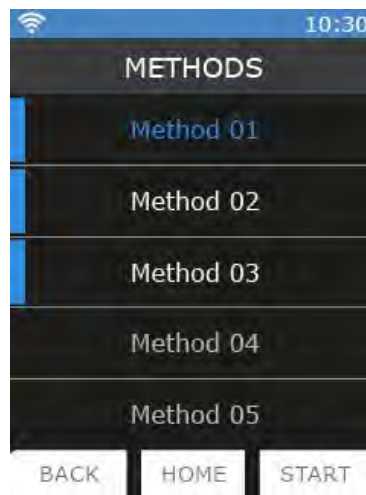 10:30
METHODS
Method 01
Method 02
Method 03
Method 04
Method 05
BACK HOME START